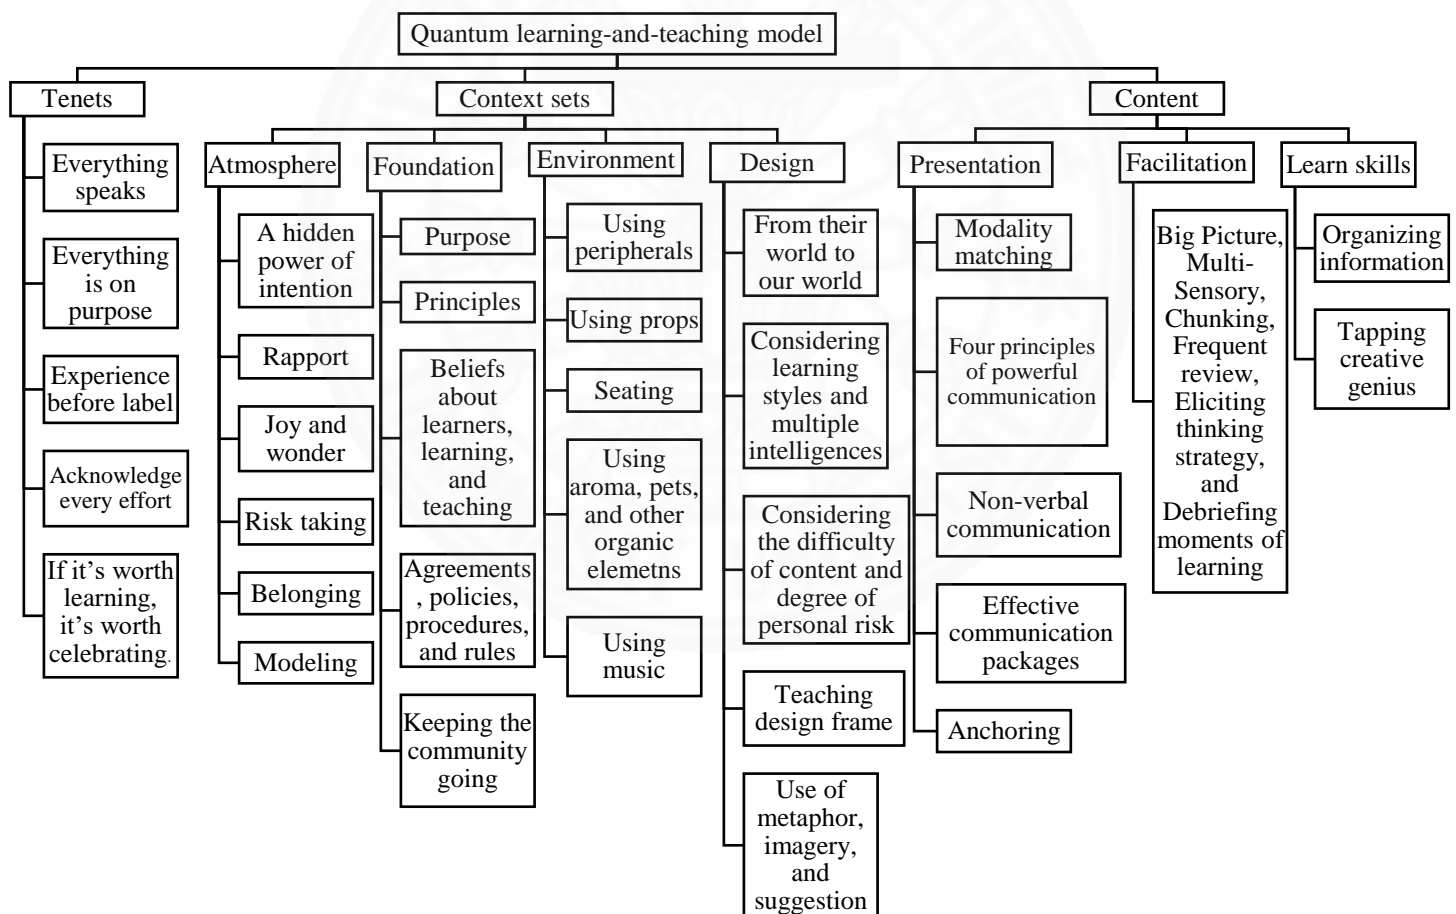 Quantum learning-and-teaching model
Tenets
Everything
speaks
Everything
is on
purpose
Experience
before label
Acknowledge
every effort
If it’s worth
learning,
it’s worth
celebrating.
Context sets
Atmosphere
A hidden
power of
intention
Rapport
Joy and
wonder
Risk taking
Belonging
Modeling
Foundation
Purpose
Principles
Beliefs
about
learners,
learning,
and
teaching
Agreements
, policies,
procedures,
and rules
Keeping the
community
going
Environment
Using
peripherals
Using props
Seating
Using
aroma, pets,
and other
organic
elemetns
Using
music
Design
From their
world to
our world
Considering
learning
styles and
multiple
intelligences
Considering
the difficulty
of content and
degree of
personal risk
Teaching
design frame
Use of
metaphor,
imagery,
and
suggestion
Content
Presentation
Modality
matching
Four principles
of powerful
communication
Non-verbal
communication
Effective
communication
packages
Anchoring
Facilitation
Big Picture,
Multi-
Sensory,
Chunking,
Frequent
review,
Eliciting
thinking
strategy,
and
Debriefing
moments of
learning
Learn skills
Organizing
information
Tapping
creative
genius